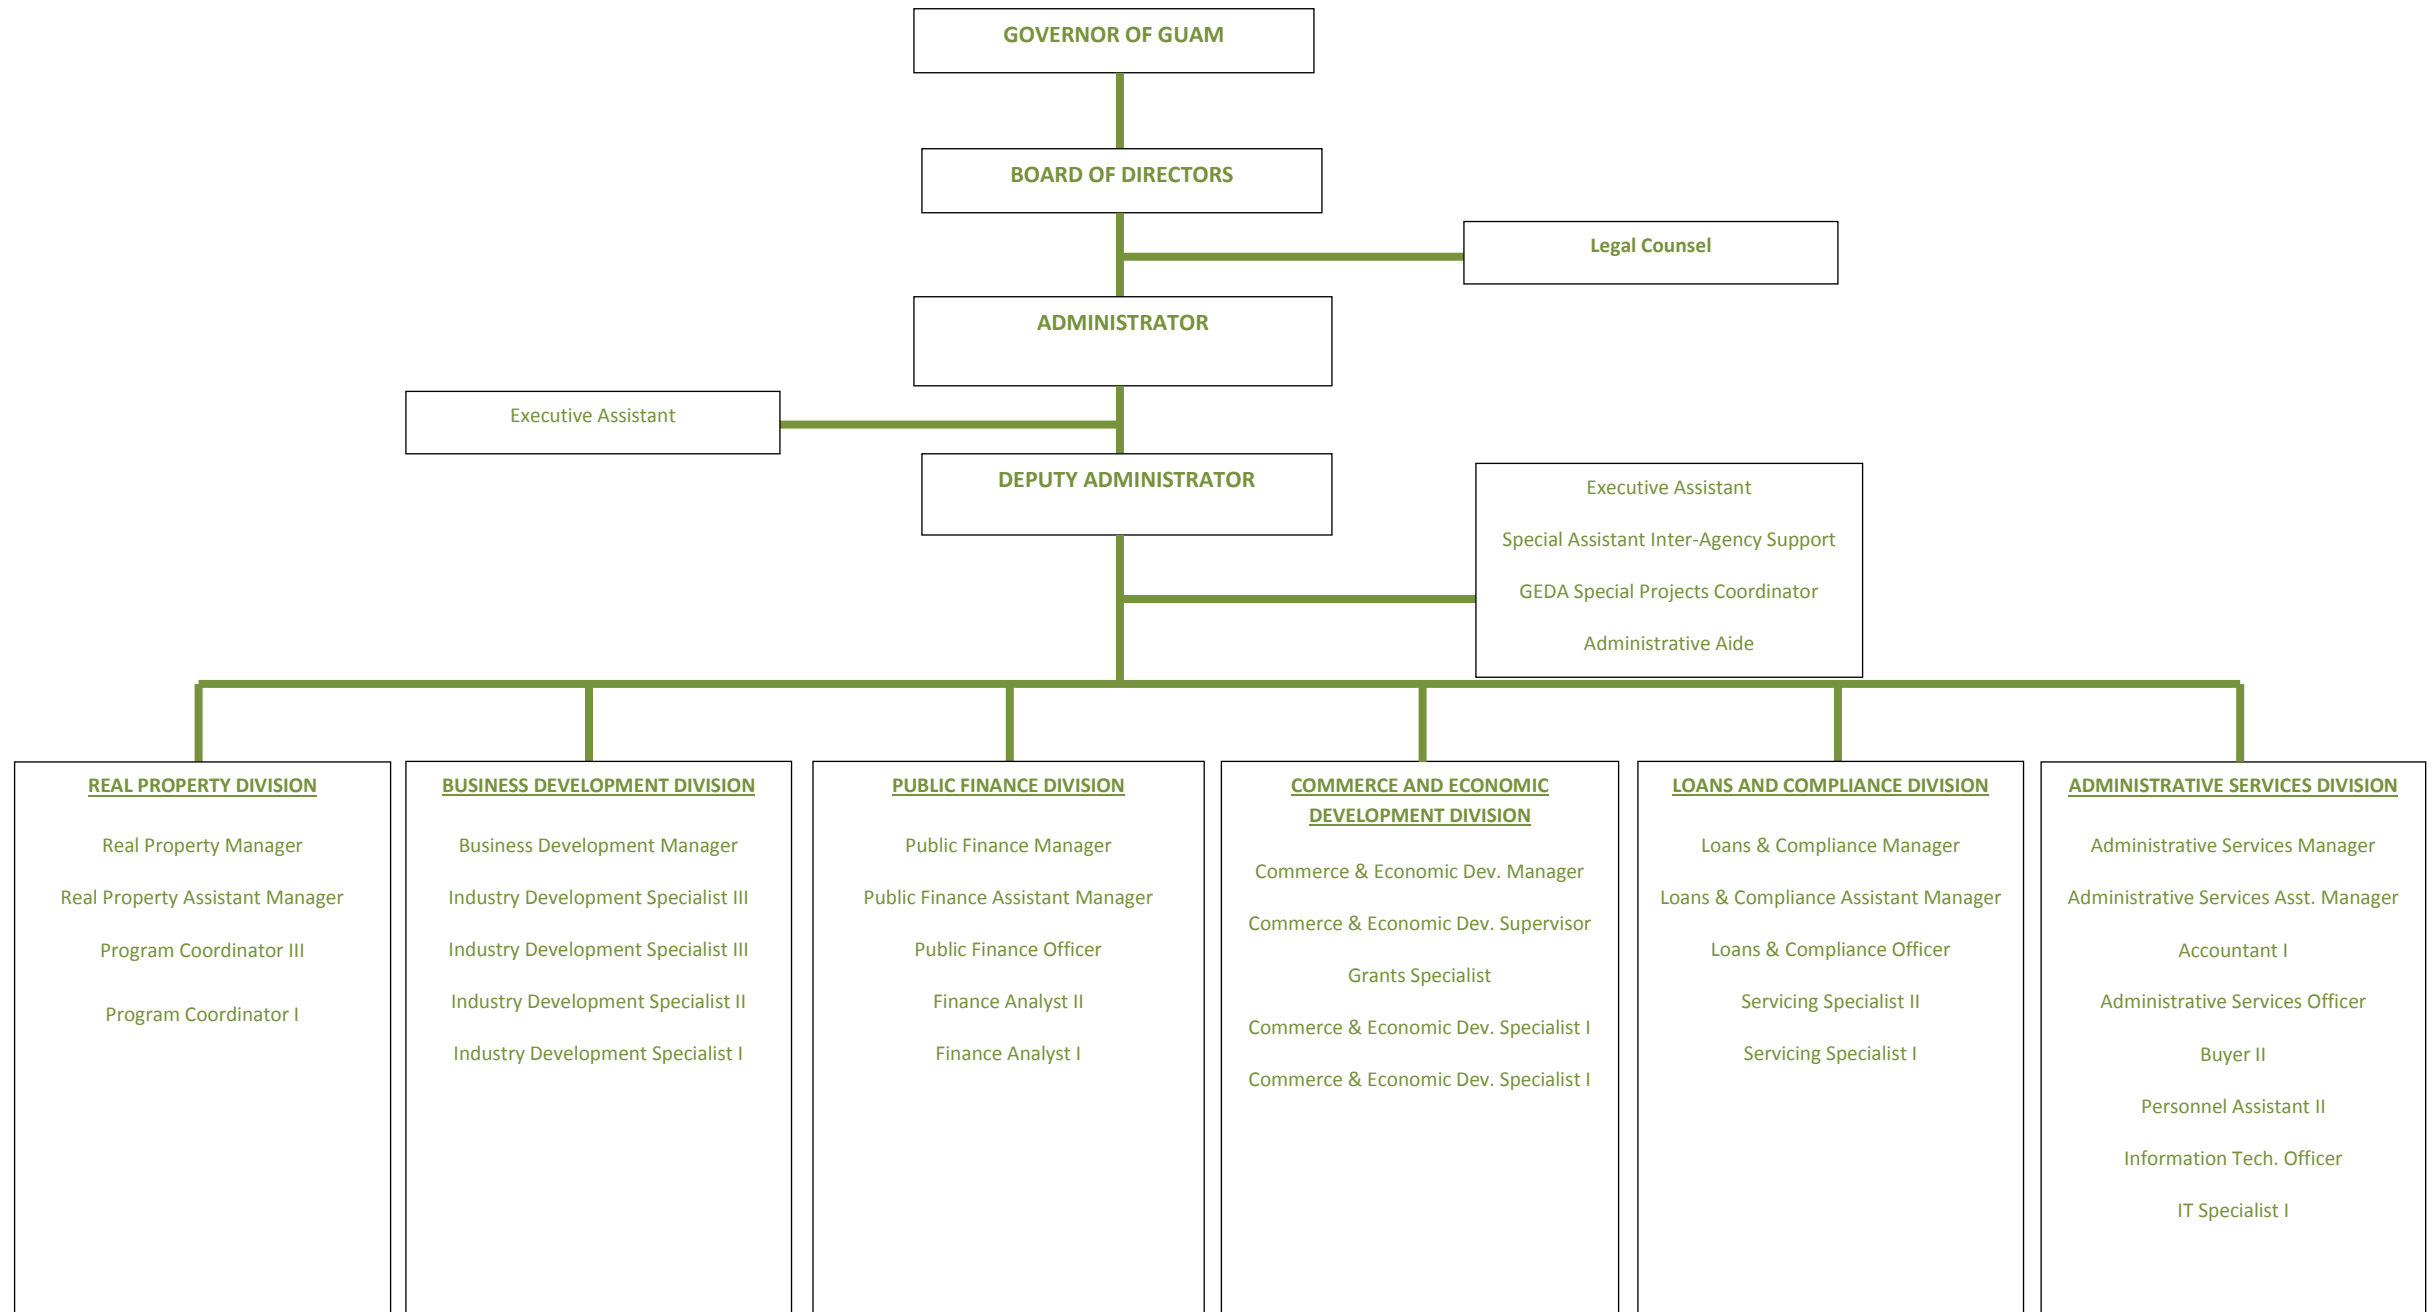 GOVERNOR OF GUAM
BOARD OF DIRECTORS
Legal Counsel
ADMINISTRATOR
Executive Assistant
DEPUTY ADMINISTRATOR
Executive Assistant
Special Assistant Inter-Agency Support
GEDA Special Projects Coordinator
Administrative Aide
REAL PROPERTY DIVISION
Real Property Manager
Real Property Assistant Manager
Program Coordinator III
Program Coordinator I
BUSINESS DEVELOPMENT DIVISION
Business Development Manager
Industry Development Specialist III
Industry Development Specialist III
Industry Development Specialist II
Industry Development Specialist I
PUBLIC FINANCE DIVISION
Public Finance Manager
Public Finance Assistant Manager
Public Finance Officer
Finance Analyst II
Finance Analyst I
COMMERCE AND ECONOMIC
DEVELOPMENT DIVISION
Commerce & Economic Dev. Manager
Commerce & Economic Dev. Supervisor
Grants Specialist
Commerce & Economic Dev. Specialist I
Commerce & Economic Dev. Specialist I
LOANS AND COMPLIANCE DIVISION
Loans & Compliance Manager
Loans & Compliance Assistant Manager
Loans & Compliance Officer
Servicing Specialist II
Servicing Specialist I
ADMINISTRATIVE SERVICES DIVISION
Administrative Services Manager
Administrative Services Asst. Manager
Accountant I
Administrative Services Officer
Buyer II
Personnel Assistant II
Information Tech. Officer
IT Specialist I